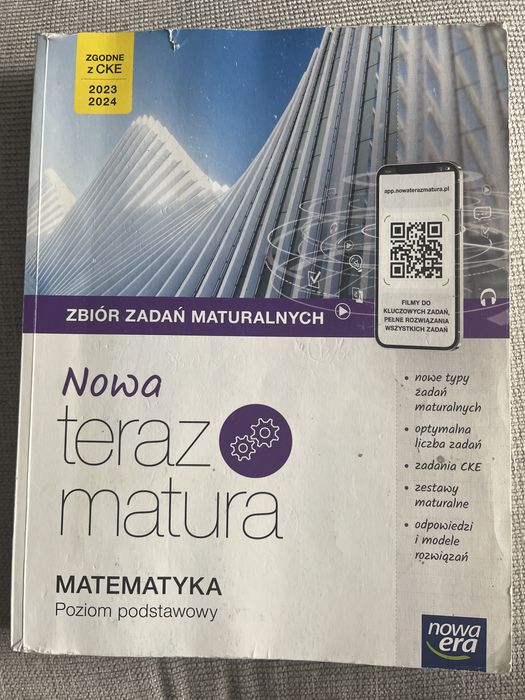 ZGODNE
z CKE
2023
2024
app.nowaterazmatura.pl
FILMY DO
KLUCZOWYCH ZADAŃ,
PEŁNE ROZWIĄZANIA
WSZYSTKICH ZADAŃ
ZBIÓR ZADAŃ MATURALNYCH
Nowa
teraz
matura
• nowe typy
zadań
maturalnych
• optymalna
liczba zadań
• zadania CKE
• zestawy
maturalne
• odpowiedzi
i modele
rozwiązań
MATEMATYKA
Poziom podstawowy
nowa
era